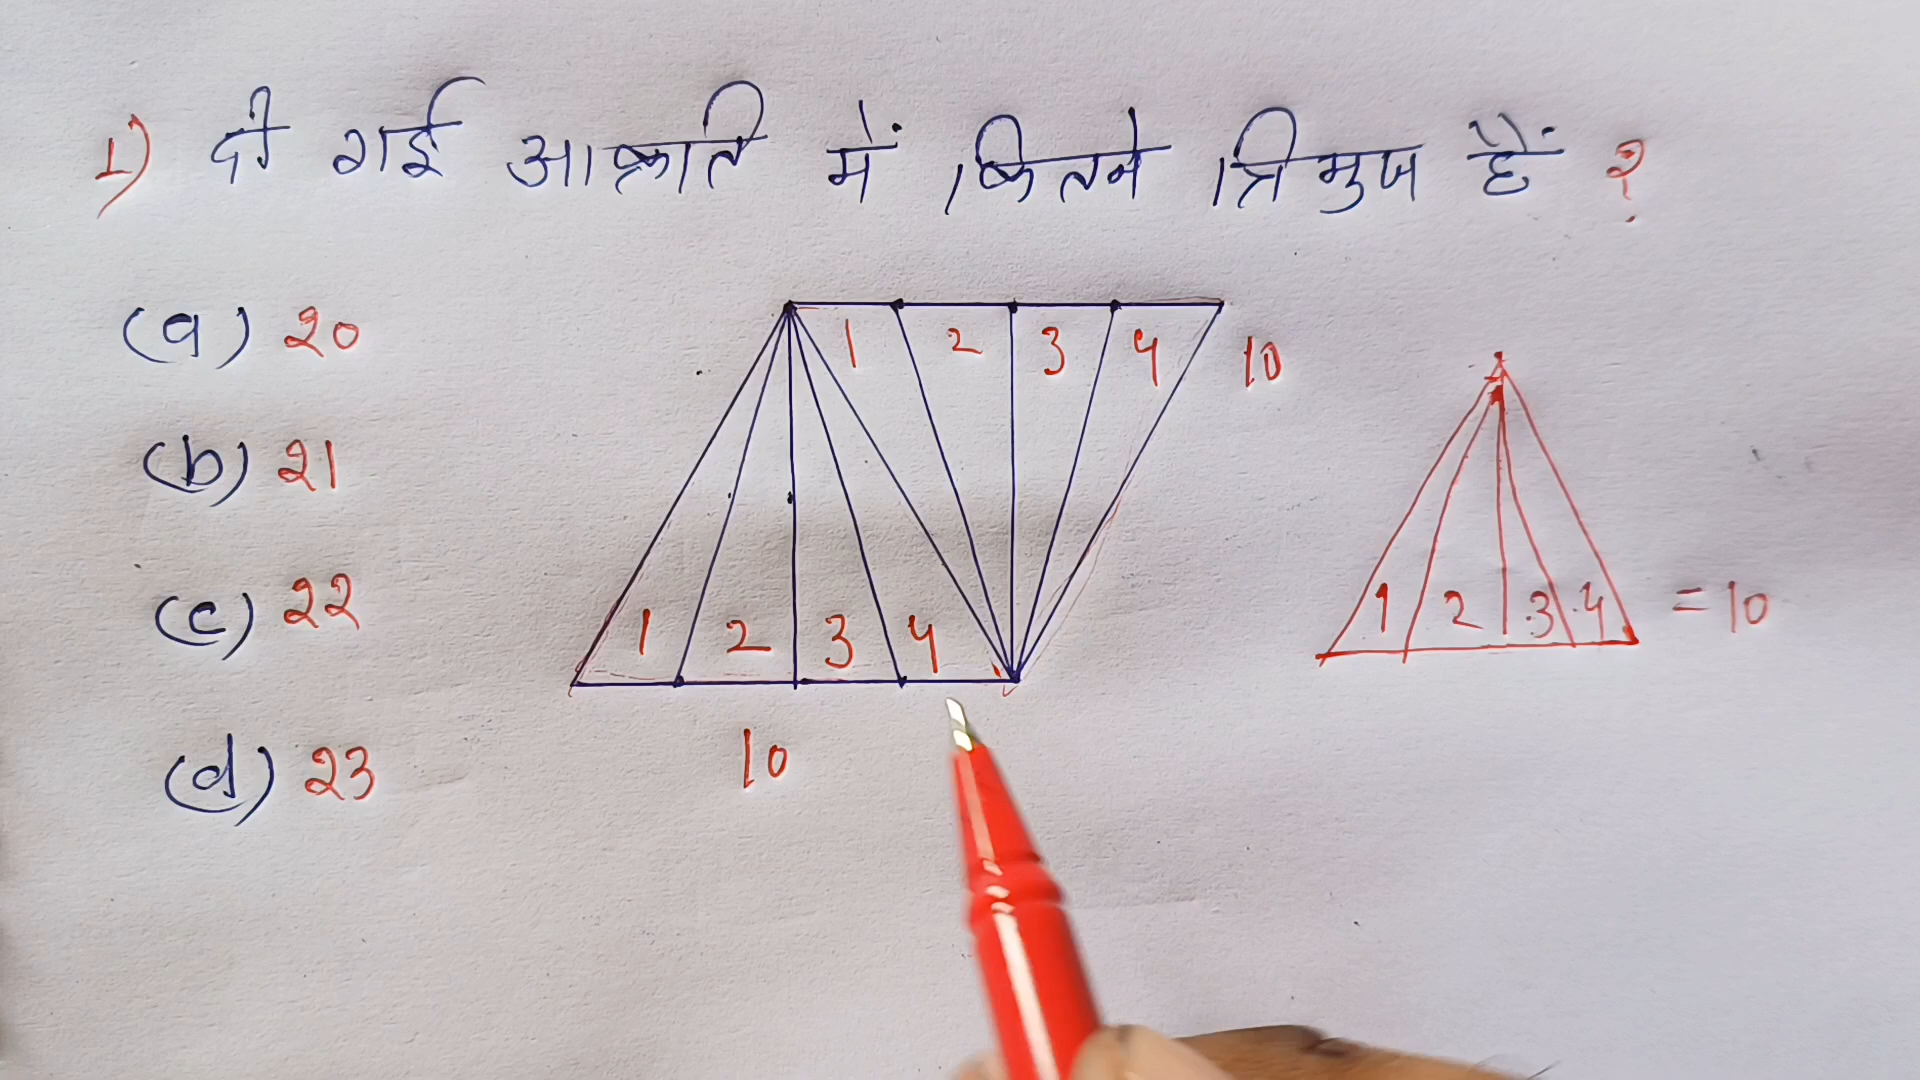 1) दी गई आक्रति में कितने त्रिभुज हैं ?
(a) 20
(b) 21
(c) 22
(d) 23
1 2 3 4 10
1 2 3 4
10
1 2 3 4 = 10